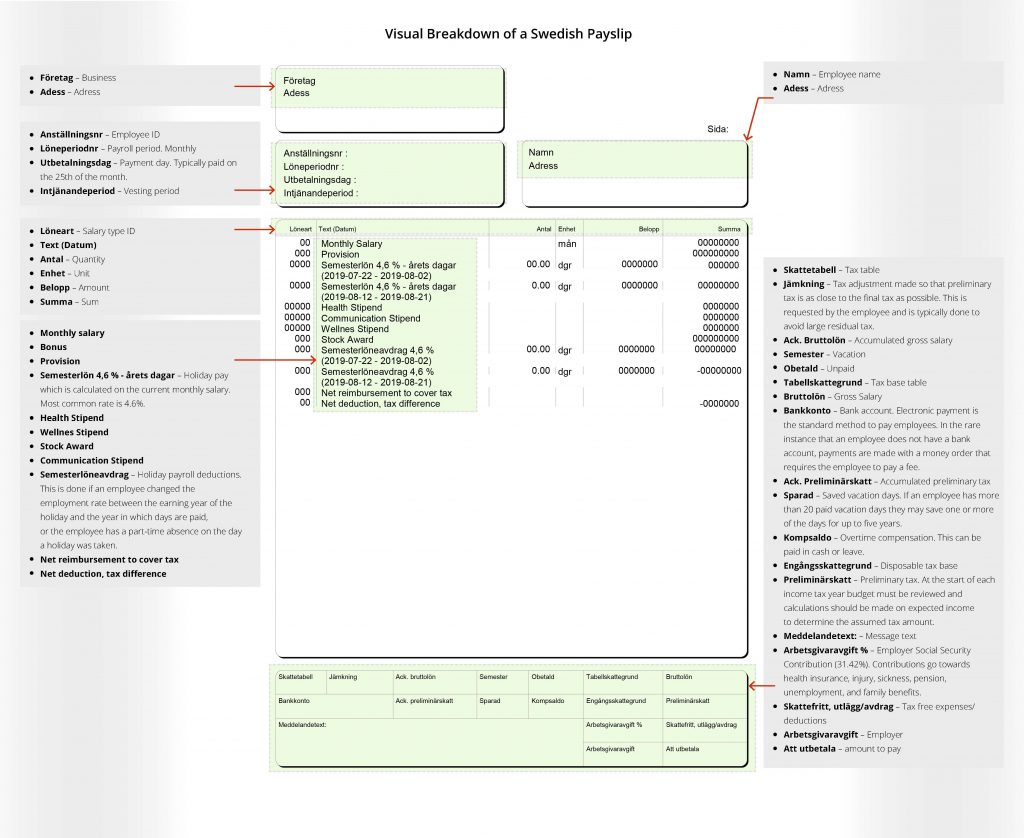 Visual Breakdown of a Swedish Payslip
• Företag – Business
• Adess – Adress
Företag
Adess
• Namn – Employee name
• Adess – Adress
Sida:
• Anställningsnr – Employee ID
• Löneperiodnr – Payroll period. Monthly
• Utbetalningsdag – Payment day. Typically paid on
the 25th of the month.
• Intjänandeperiod – Vesting period
Anställningsnr :
Löneperiodnr :
Utbetalningsdag :
Intjänandeperiod :
Namn
Adress
• Löneart – Salary type ID
• Text (Datum)
• Antal – Quantity
• Enhet – Unit
• Belopp – Amount
• Summa – Sum
• Monthly salary
• Bonus
• Provision
• Semesterlön 4,6 % - årets dagar – Holiday pay
which is calculated on the current monthly salary.
Most common rate is 4.6%.
• Health Stipend
• Wellnes Stipend
• Stock Award
• Communication Stipend
• Semesterlöneavdrag – Holiday payroll deductions.
This is done if an employee changed the
employment rate between the earning year of the
holiday and the year in which days are paid,
or the employee has a part-time absence on the day
a holiday was taken.
• Net reimbursement to cover tax
• Net deduction, tax difference
Löneart Text (Datum) Antal Enhet Belopp Summa
00 Monthly Salary mån 00000000
000 Provision 000000000
0000 Semesterlön 4,6 % - årets dagar 00.00 dgr 0000000 000000
(2019-07-22 - 2019-08-02)
0000 Semesterlön 4,6 % - årets dagar 0.00 dgr 0000000 0000000
(2019-08-12 - 2019-08-21)
00000 Health Stipend 0000000
00000 Communication Stipend 0000000
00000 Wellnes Stipend 0000000
000 Stock Award 000000000
000 Semesterlöneavdrag 4,6 % 00.00 dgr 0000000 00000000
(2019-07-22 - 2019-08-02)
000 Semesterlöneavdrag 4,6 % 0.00 dgr 0000000 -00000000
(2019-08-12 - 2019-08-21)
000 Net reimbursement to cover tax
00 Net deduction, tax difference -0000000
• Skattetabell – Tax table
• Jämkning – Tax adjustment made so that preliminary
tax is as close to the final tax as possible. This is
requested by the employee and is typically done to
avoid large residual tax.
• Ack. Bruttolön – Accumulated gross salary
• Semester – Vacation
• Obetald – Unpaid
• Tabellskattegrund – Tax base table
• Bruttolön – Gross Salary
• Bankkonto – Bank account. Electronic payment is
the standard method to pay employees. In the rare
instance that an employee does not have a bank
account, payments are made with a money order that
requires the employee to pay a fee.
• Ack. Preliminärskatt – Accumulated preliminary tax
• Sparad – Saved vacation days. If an employee has more
than 20 paid vacation days they may save one or more
of the days for up to five years.
• Kompsaldo – Overtime compensation. This can be
paid in cash or leave.
• Engångsskattegrund – Disposable tax base
• Preliminärskatt – Preliminary tax. At the start of each
income tax year budget must be reviewed and
calculations should be made on expected income
to determine the assumed tax amount.
• Meddelandetext: – Message text
• Arbetsgivaravgift % – Employer Social Security
Contribution (31.42%). Contributions go towards
health insurance, injury, sickness, pension,
unemployment, and family benefits.
• Skattefritt, utlägg/avdrag – Tax free expenses/
deductions
• Arbetsgivaravgift – Employer
• Att utbetala – amount to pay
Skattetabell Jämkning Ack. bruttolön Semester Obetald Tabellskattegrund Bruttolön
Bankkonto Ack. preliminärskatt Sparad Kompsaldo Engångsskattegrund Preliminärskatt
Meddelandetext: Arbetsgivaravgift % Skattefritt, utlägg/avdrag
Arbetsgivaravgift Att utbetala